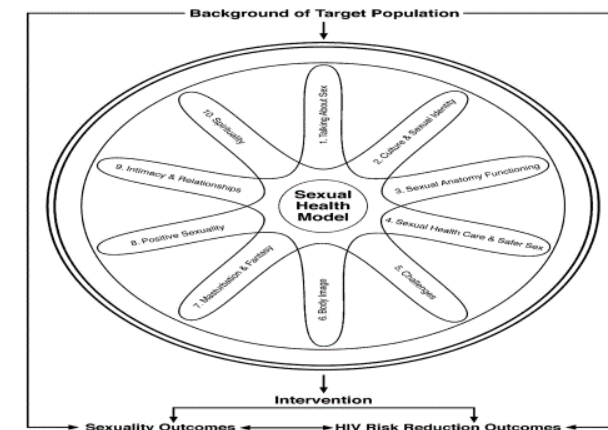 Background of Target Population
1. Talking About Sex
2. Culture & Sexual Identity
3. Sexual Anatomy Functioning
4. Sexual Health Care & Safer Sex
5. Challenges
6. Body Image
7. Masturbation & Fantasy
8. Positive Sexuality
9. Intimacy & Relationships
10. Spirituality
Sexual
Health
Model
Intervention
Sexuality Outcomes
HIV Risk Reduction Outcomes